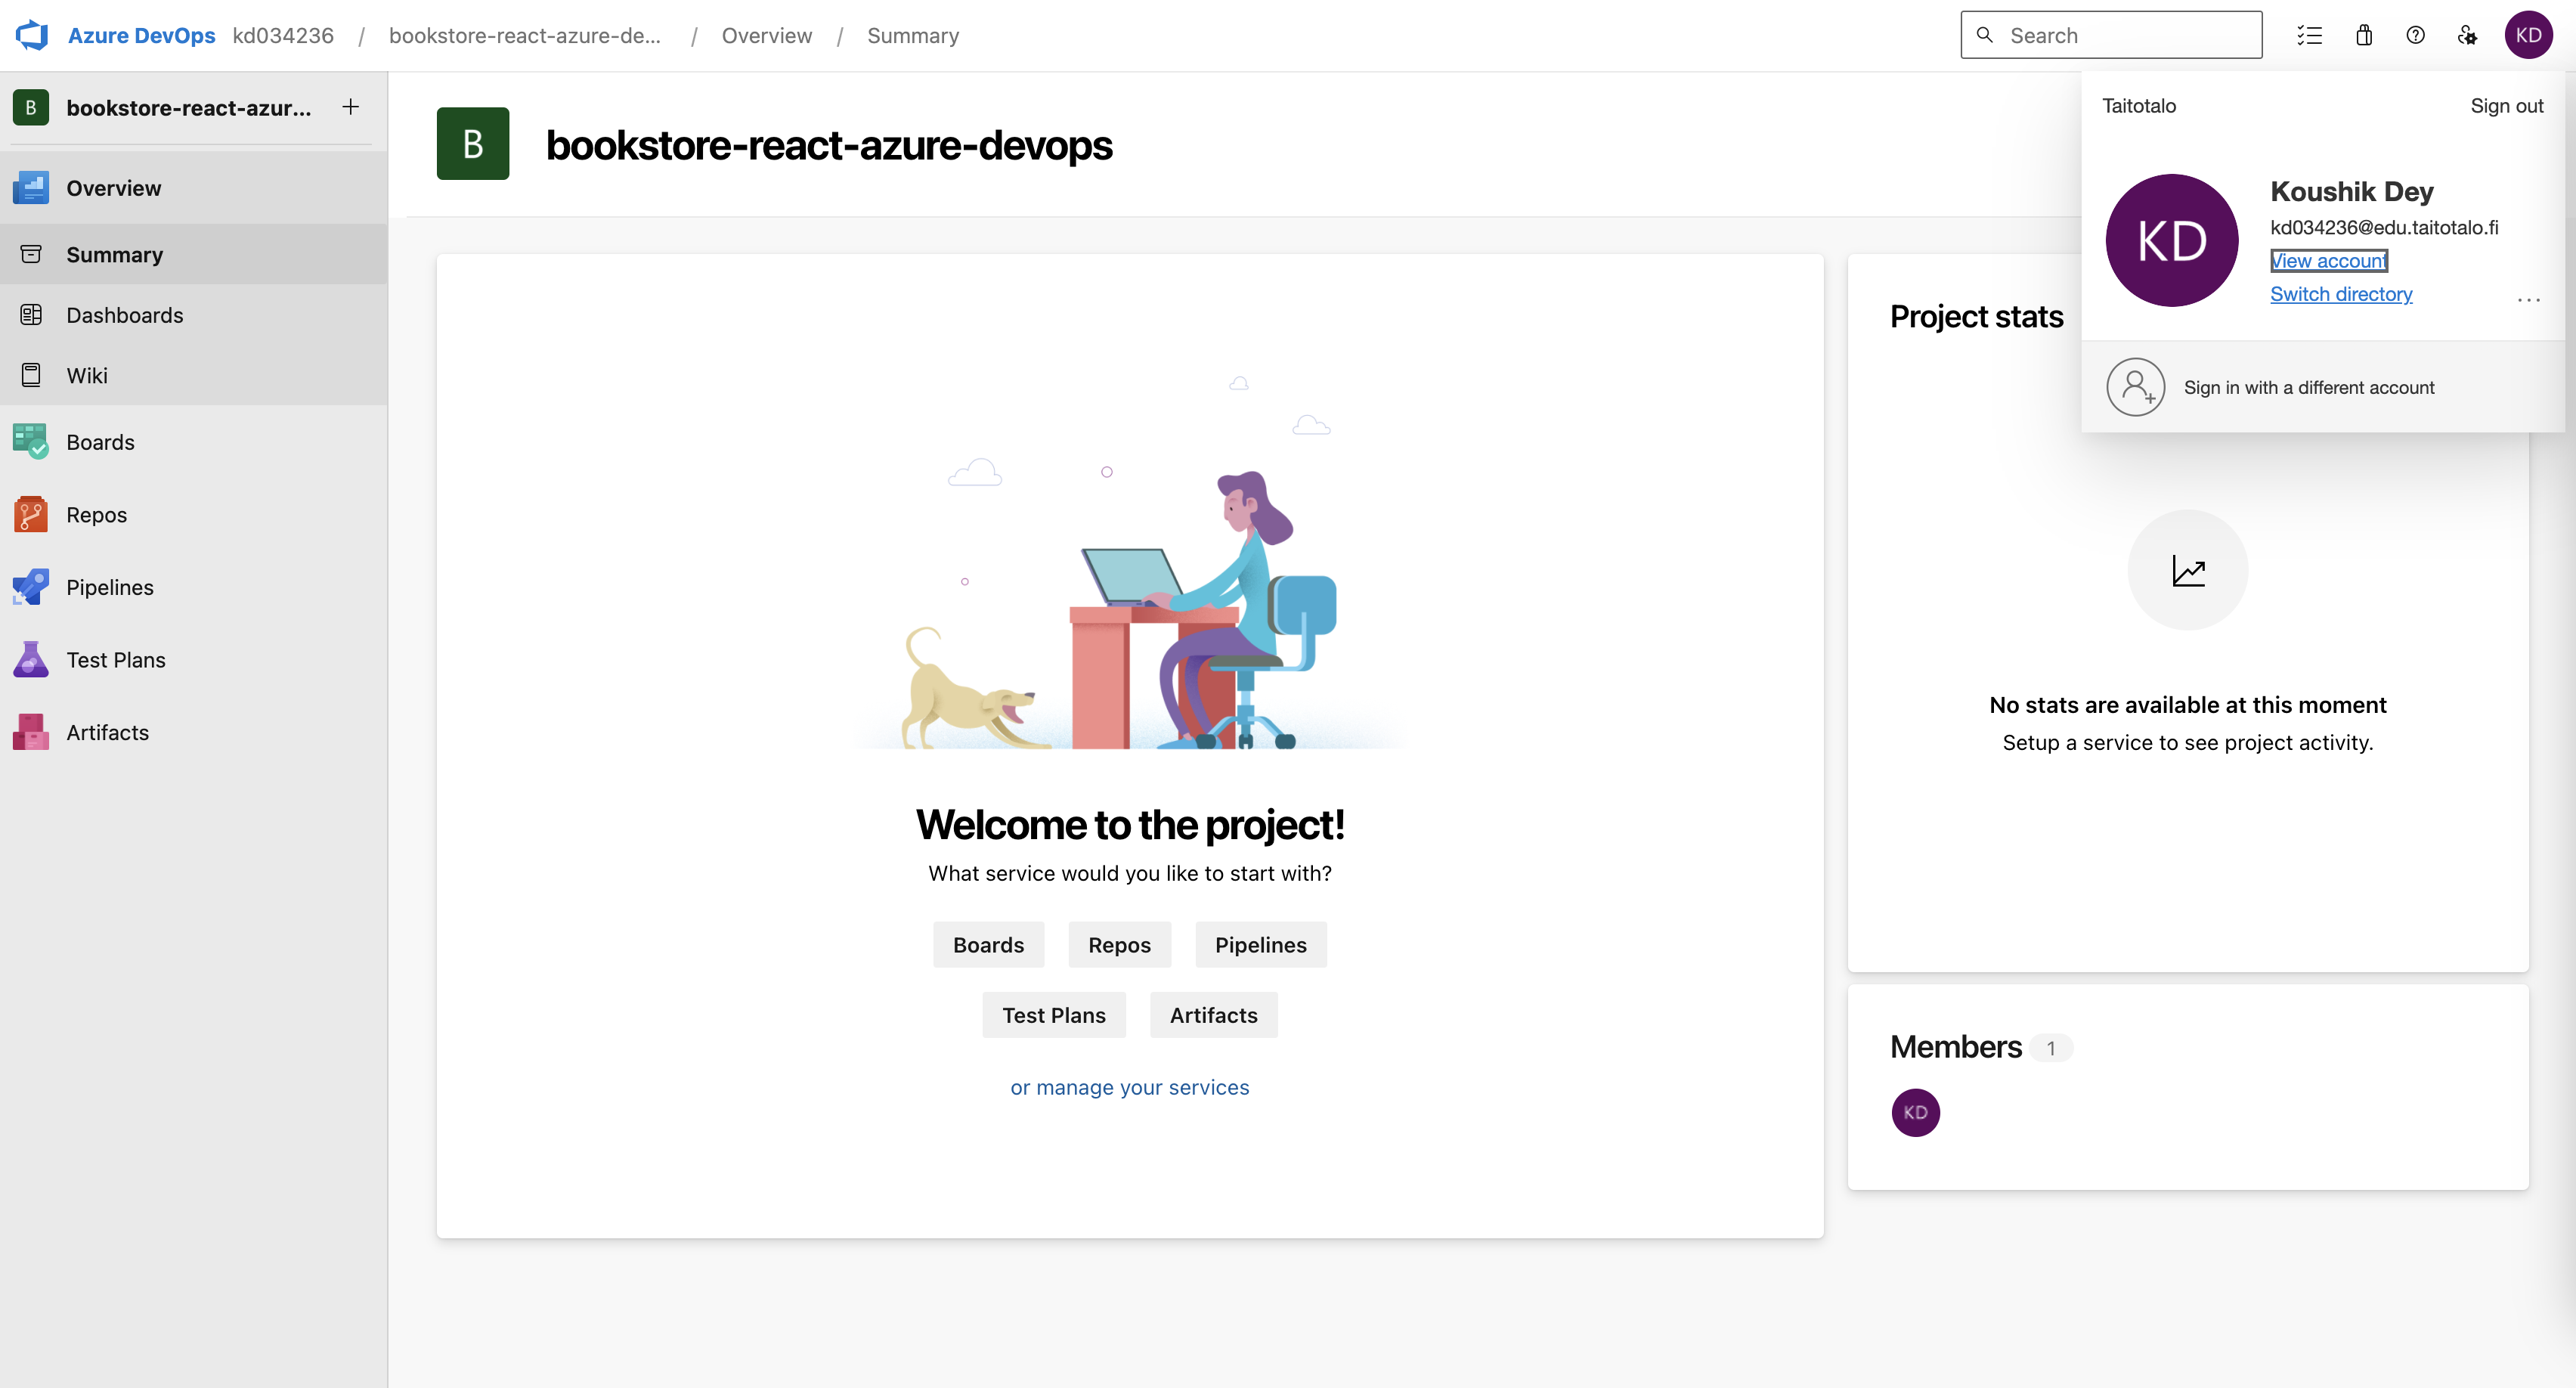 Azure DevOps kd034236 / bookstore-react-azure-de... / Overview / Summary
Search
KD
B bookstore-react-azur... +
Overview
Summary
Dashboards
Wiki
Boards
Repos
Pipelines
Test Plans
Artifacts
B bookstore-react-azure-devops
Welcome to the project!
What service would you like to start with?
Boards Repos Pipelines
Test Plans Artifacts
or manage your services
Taitotalo Sign out
KD
Koushik Dey
kd034236@edu.taitotalo.fi
View account
Switch directory ...
Sign in with a different account
Project stats
No stats are available at this moment
Setup a service to see project activity.
Members 1
KD